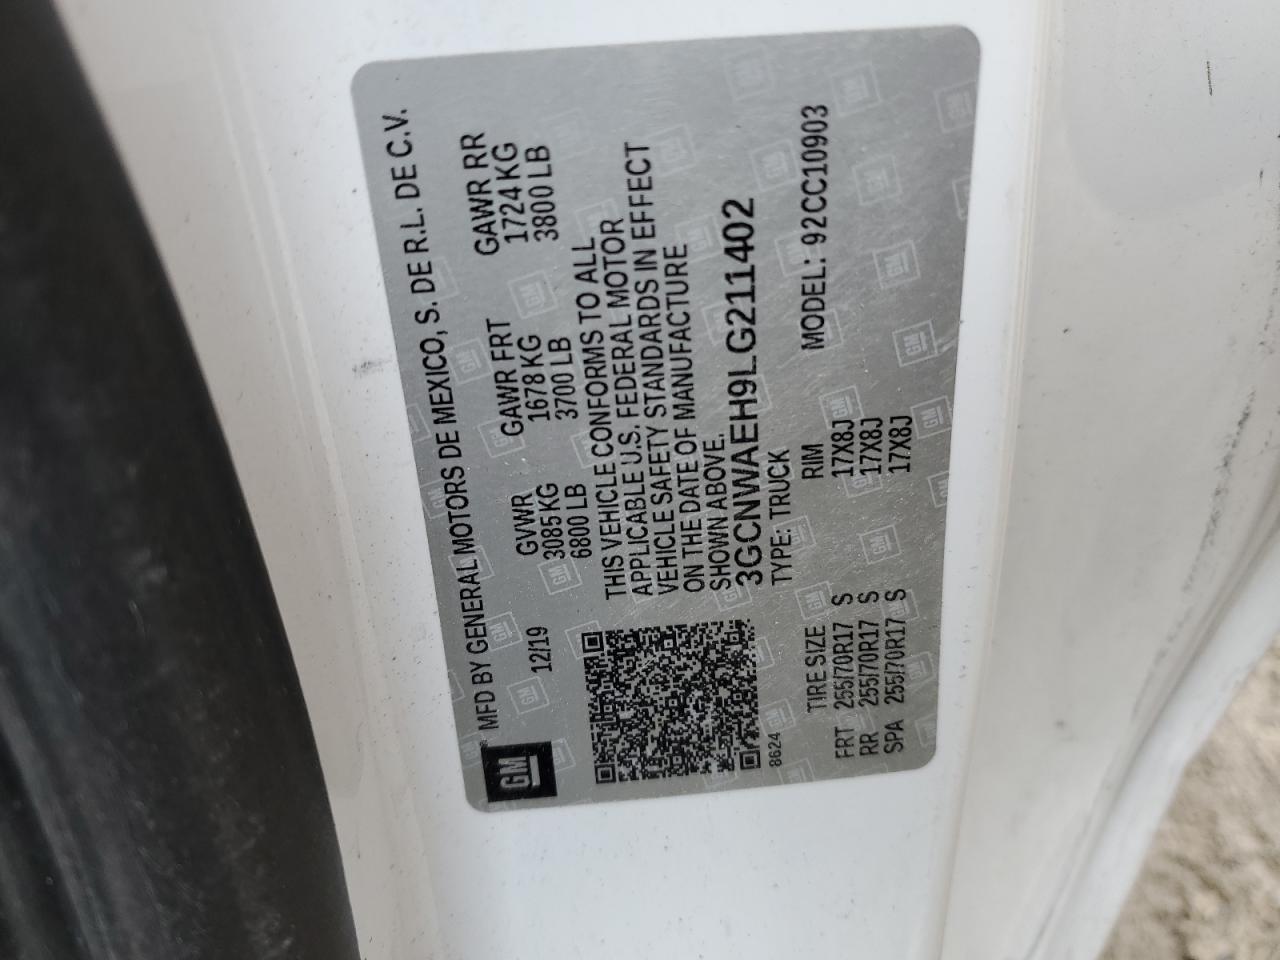 GM
MFD BY GENERAL MOTORS DE MEXICO, S. DE R.L. DE C.V.
12/19
GVWR GAWR FRT GAWR RR
3085 KG 1678 KG 1724 KG
6800 LB 3700 LB 3800 LB
THIS VEHICLE CONFORMS TO ALL
APPLICABLE U.S. FEDERAL MOTOR
VEHICLE SAFETY STANDARDS IN EFFECT
ON THE DATE OF MANUFACTURE
SHOWN ABOVE.
3GCNWAEH9LG211402
TYPE: TRUCK
MODEL: 92CC10903
8624
TIRE SIZE RIM
FRT 255/70R17 S 17X8J
RR 255/70R17 S 17X8J
SPA 255/70R17 S 17X8J